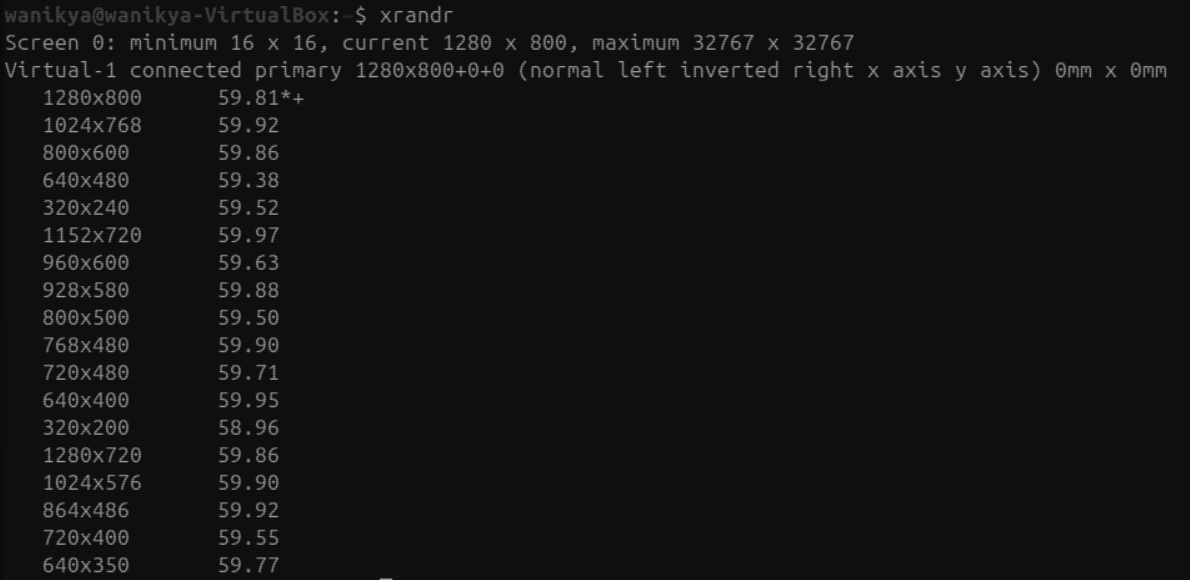 wanikya@wanikya-VirtualBox:~$ xrandr
Screen 0: minimum 16 x 16, current 1280 x 800, maximum 32767 x 32767
Virtual-1 connected primary 1280x800+0+0 (normal left inverted right x axis y axis) 0mm x 0mm
   1280x800      59.81*+
   1024x768      59.92
   800x600       59.86
   640x480       59.38
   320x240       59.52
   1152x720      59.97
   960x600       59.63
   928x580       59.88
   800x500       59.50
   768x480       59.90
   720x480       59.71
   640x400       59.95
   320x200       58.96
   1280x720      59.86
   1024x576      59.90
   864x486       59.92
   720x400       59.55
   640x350       59.77